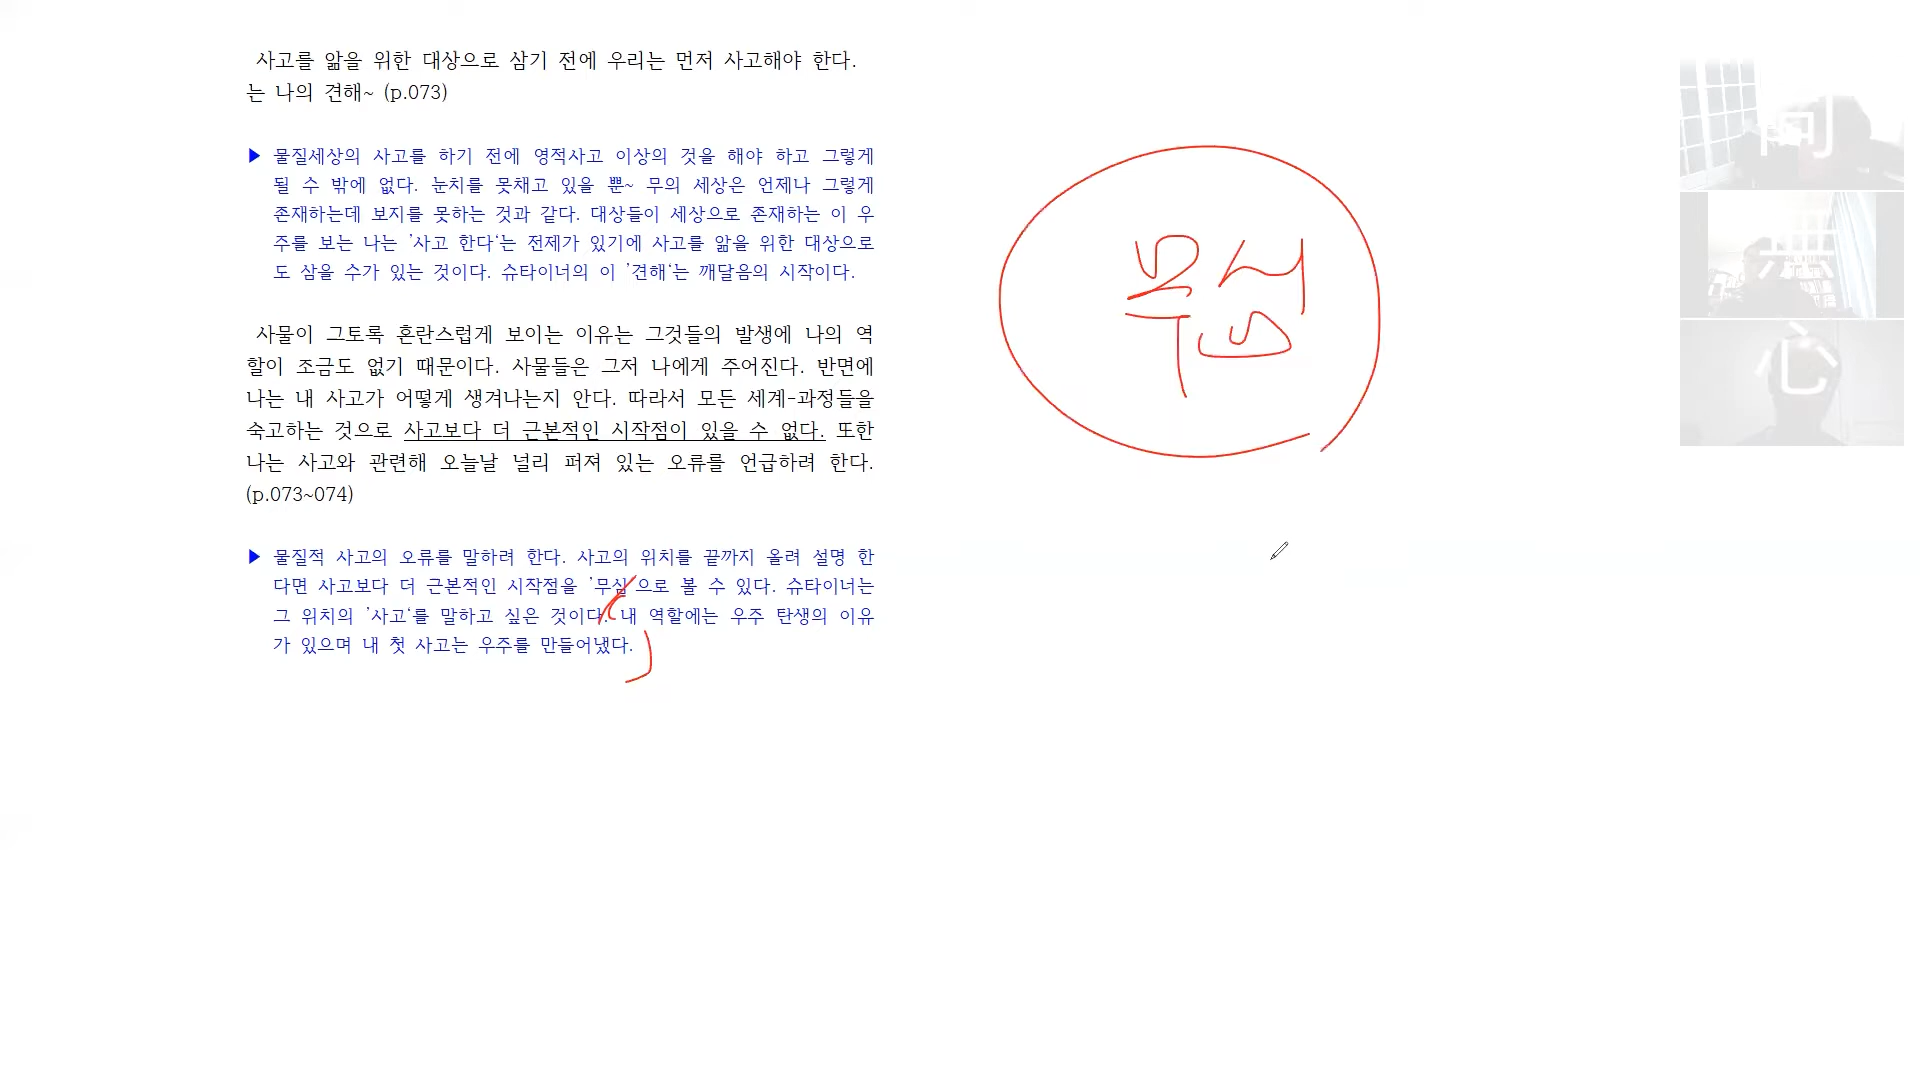 사고를 앎을 위한 대상으로 삼기 전에 우리는 먼저 사고해야 한다.
는 나의 견해~ (p.073)
▶ 물질세상의 사고를 하기 전에 영적사고 이상의 것을 해야 하고 그렇게
될 수 밖에 없다. 눈치를 못채고 있을 뿐~ 무의 세상은 언제나 그렇게
존재하는데 보지를 못하는 것과 같다. 대상들이 세상으로 존재하는 이 우
주를 보는 나는 '사고 한다'는 전제가 있기에 사고를 앎을 위한 대상으로
도 삼을 수가 있는 것이다. 슈타이너의 이 '견해'는 깨달음의 시작이다.
사물이 그토록 혼란스럽게 보이는 이유는 그것들의 발생에 나의 역
할이 조금도 없기 때문이다. 사물들은 그저 나에게 주어진다. 반면에
나는 내 사고가 어떻게 생겨나는지 안다. 따라서 모든 세계-과정들을
숙고하는 것으로 사고보다 더 근본적인 시작점이 있을 수 없다. 또한
나는 사고와 관련해 오늘날 널리 퍼져 있는 오류를 언급하려 한다.
(p.073~074)
▶ 물질적 사고의 오류를 말하려 한다. 사고의 위치를 끝까지 올려 설명 한
다면 사고보다 더 근본적인 시작점을 '무심'으로 볼 수 있다. 슈타이너는
그 위치의 '사고'를 말하고 싶은 것이다. 내 역할에는 우주 탄생의 이유
가 있으며 내 첫 사고는 우주를 만들어냈다.
무심
向
無
心